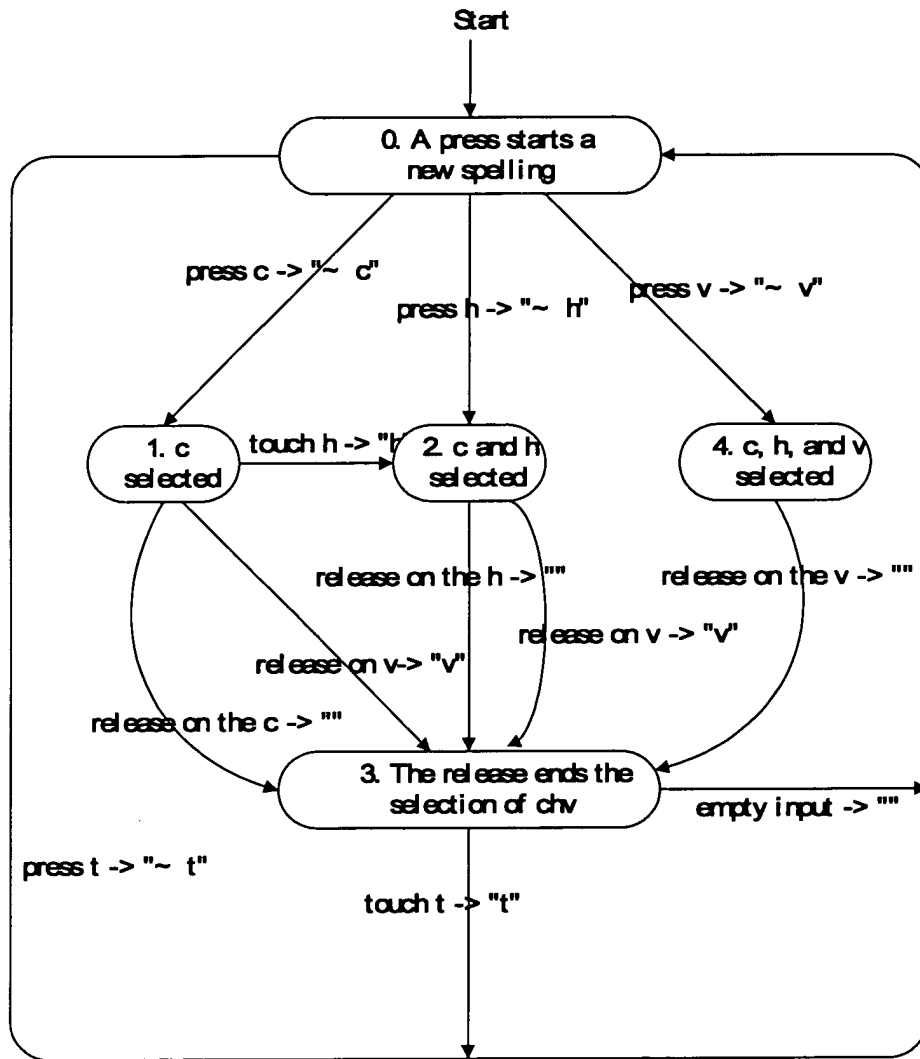 Start
0. A press starts a
new spelling
press c -> "~ c"
press h -> "~ h"
press v -> "~ v"
1. c
selected
touch h -> "h"
2. c and h
selected
4. c, h, and v
selected
release on the h -> ""
release on the v -> ""
release on v -> "v"
release on v-> "v"
release on the c -> ""
3. The release ends the
selection of chv
empty input -> ""
press t -> "~ t"
touch t -> "t"